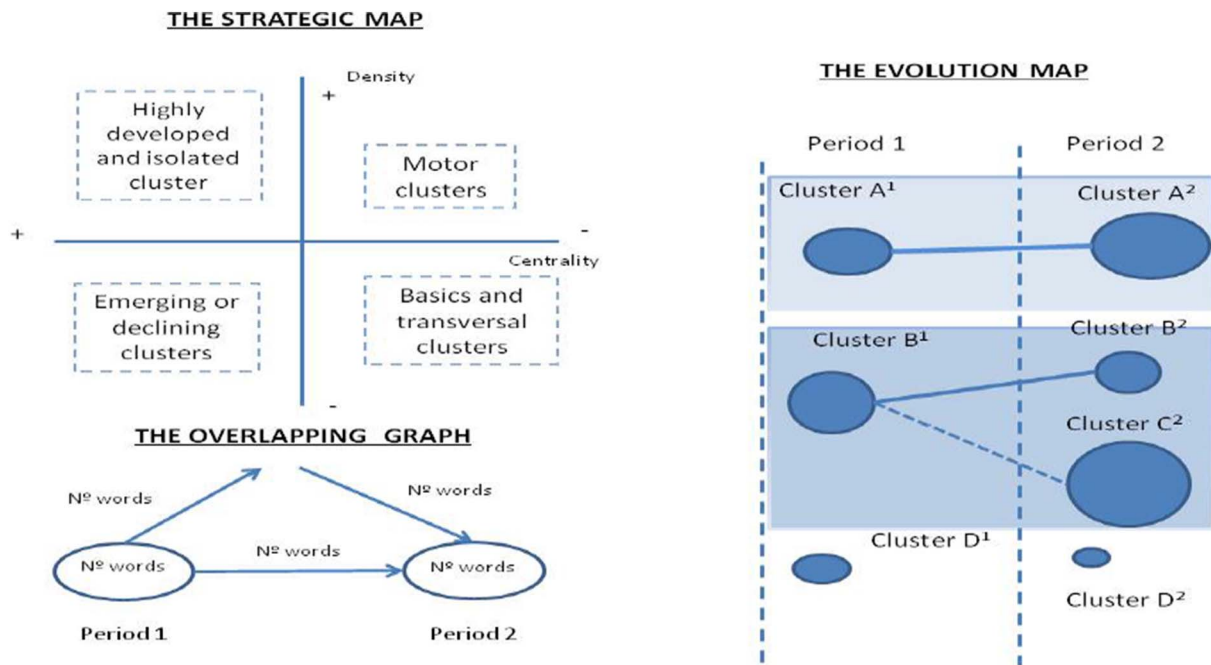 THE STRATEGIC MAP
Density
+
Highly
developed
and isolated
cluster
Motor
clusters
+
-
Centrality
Emerging or
declining
clusters
Basics and
transversal
clusters
-
THE OVERLAPPING GRAPH
Nº words
Nº words
Nº words
Nº words
Nº words
Period 1
Period 2
THE EVOLUTION MAP
Period 1
Period 2
Cluster A¹
Cluster A²
Cluster B¹
Cluster B²
Cluster C²
Cluster D¹
Cluster D²